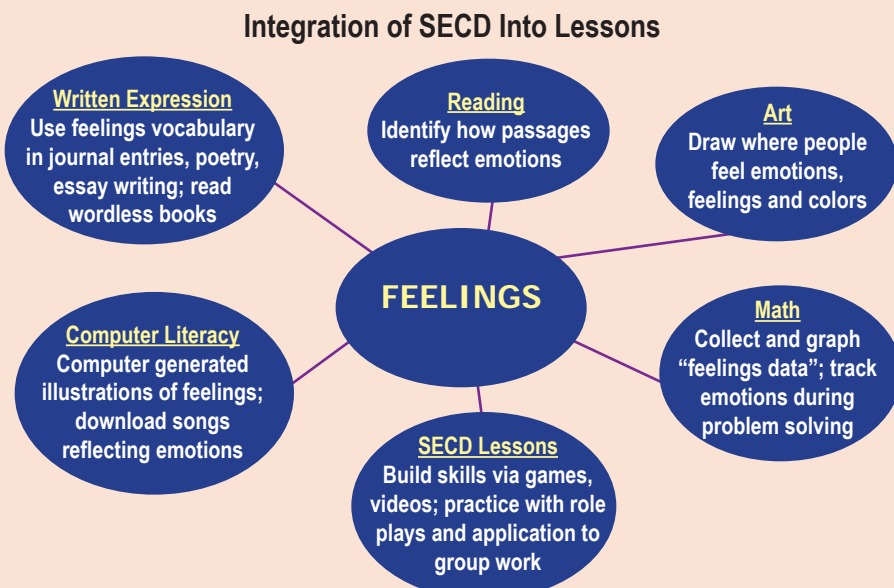 Integration of SECD Into Lessons
Written Expression
Use feelings vocabulary
in journal entries, poetry,
essay writing; read
wordless books
Reading
Identify how passages
reflect emotions
Art
Draw where people
feel emotions,
feelings and colors
FEELINGS
Computer Literacy
Computer generated
illustrations of feelings;
download songs
reflecting emotions
Math
Collect and graph
“feelings data”; track
emotions during
problem solving
SECD Lessons
Build skills via games,
videos; practice with role
plays and application to
group work